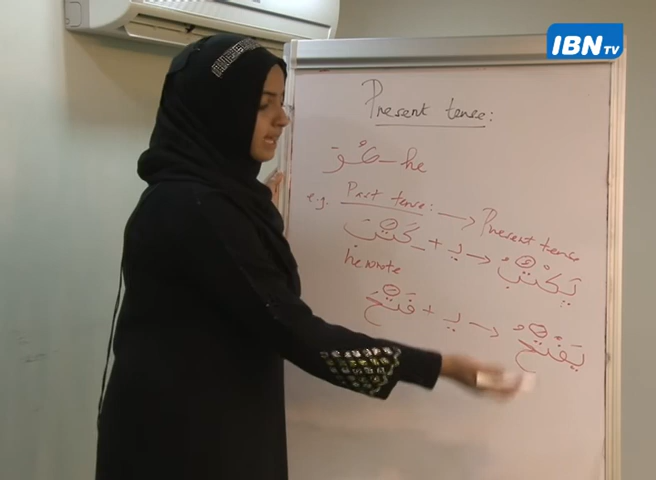 IBN TV
Present tense:
هُوَ - he
e.g. Past tense: → Present tense
كَتَبَ + يـ → يَكْتُبُ
he wrote
فَتَحَ + يـ → يَفْتَحُ